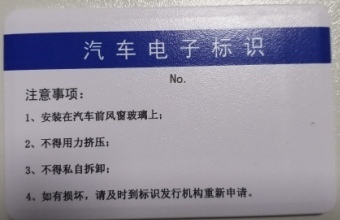 汽车电子标识
No.
注意事项：
1、安装在汽车前风窗玻璃上；
2、不得用力挤压；
3、不得私自拆卸；
4、如有损坏，请及时到标识发行机构重新申请。